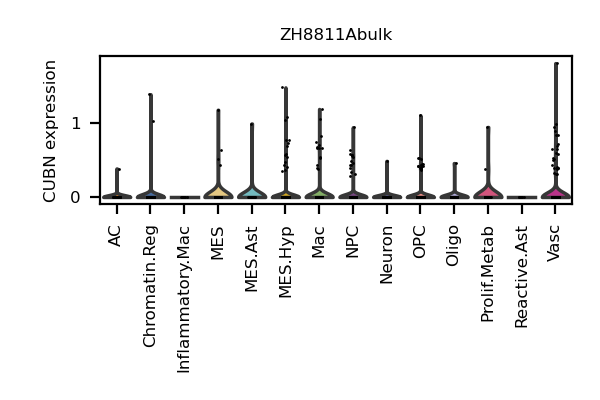 ZH8811Abulk
CUBN expression
1
0
AC
Chromatin.Reg
Inflammatory.Mac
MES
MES.Ast
MES.Hyp
Mac
NPC
Neuron
OPC
Oligo
Prolif.Metab
Reactive.Ast
Vasc